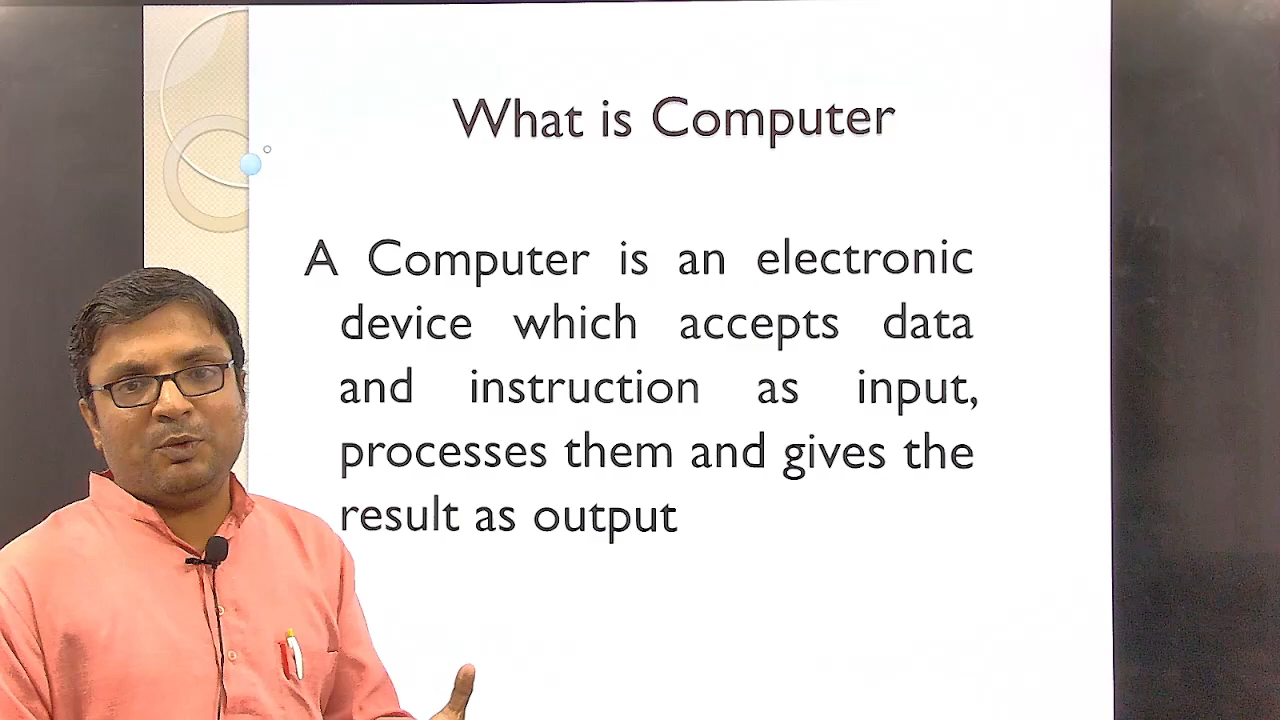 What is Computer
A Computer is an electronic
device which accepts data
and instruction as input,
processes them and gives the
result as output